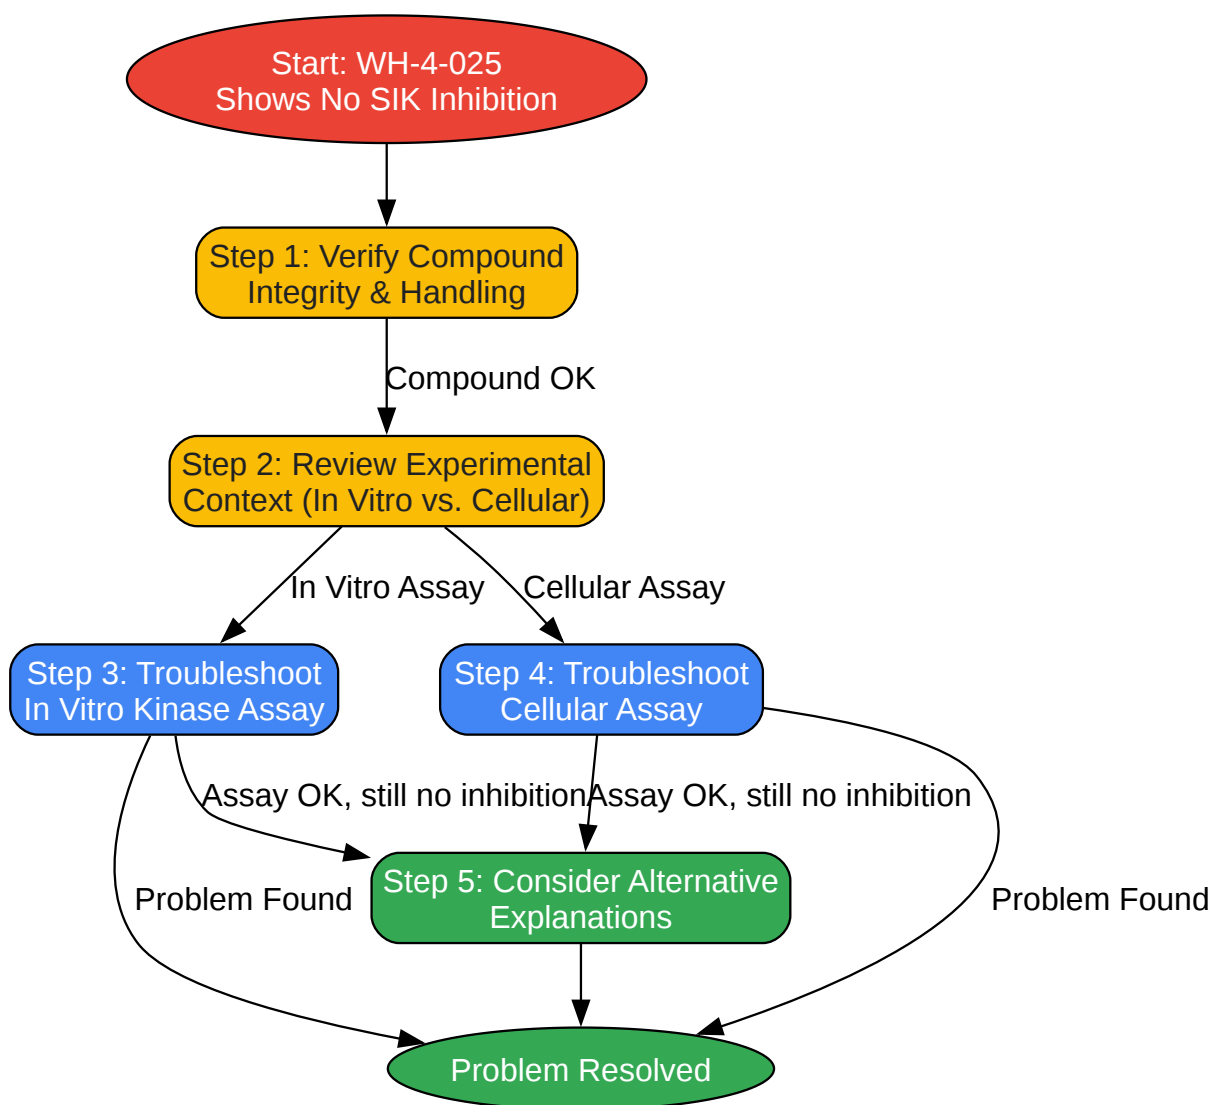 Start: WH-4-025
Shows No SIK Inhibition
Step 1: Verify Compound
Integrity & Handling
Compound OK
Step 2: Review Experimental
Context (In Vitro vs. Cellular)
In Vitro Assay
Cellular Assay
Step 3: Troubleshoot
In Vitro Kinase Assay
Step 4: Troubleshoot
Cellular Assay
Assay OK, still no inhibition
Assay OK, still no inhibition
Step 5: Consider Alternative
Explanations
Problem Found
Problem Found
Problem Resolved